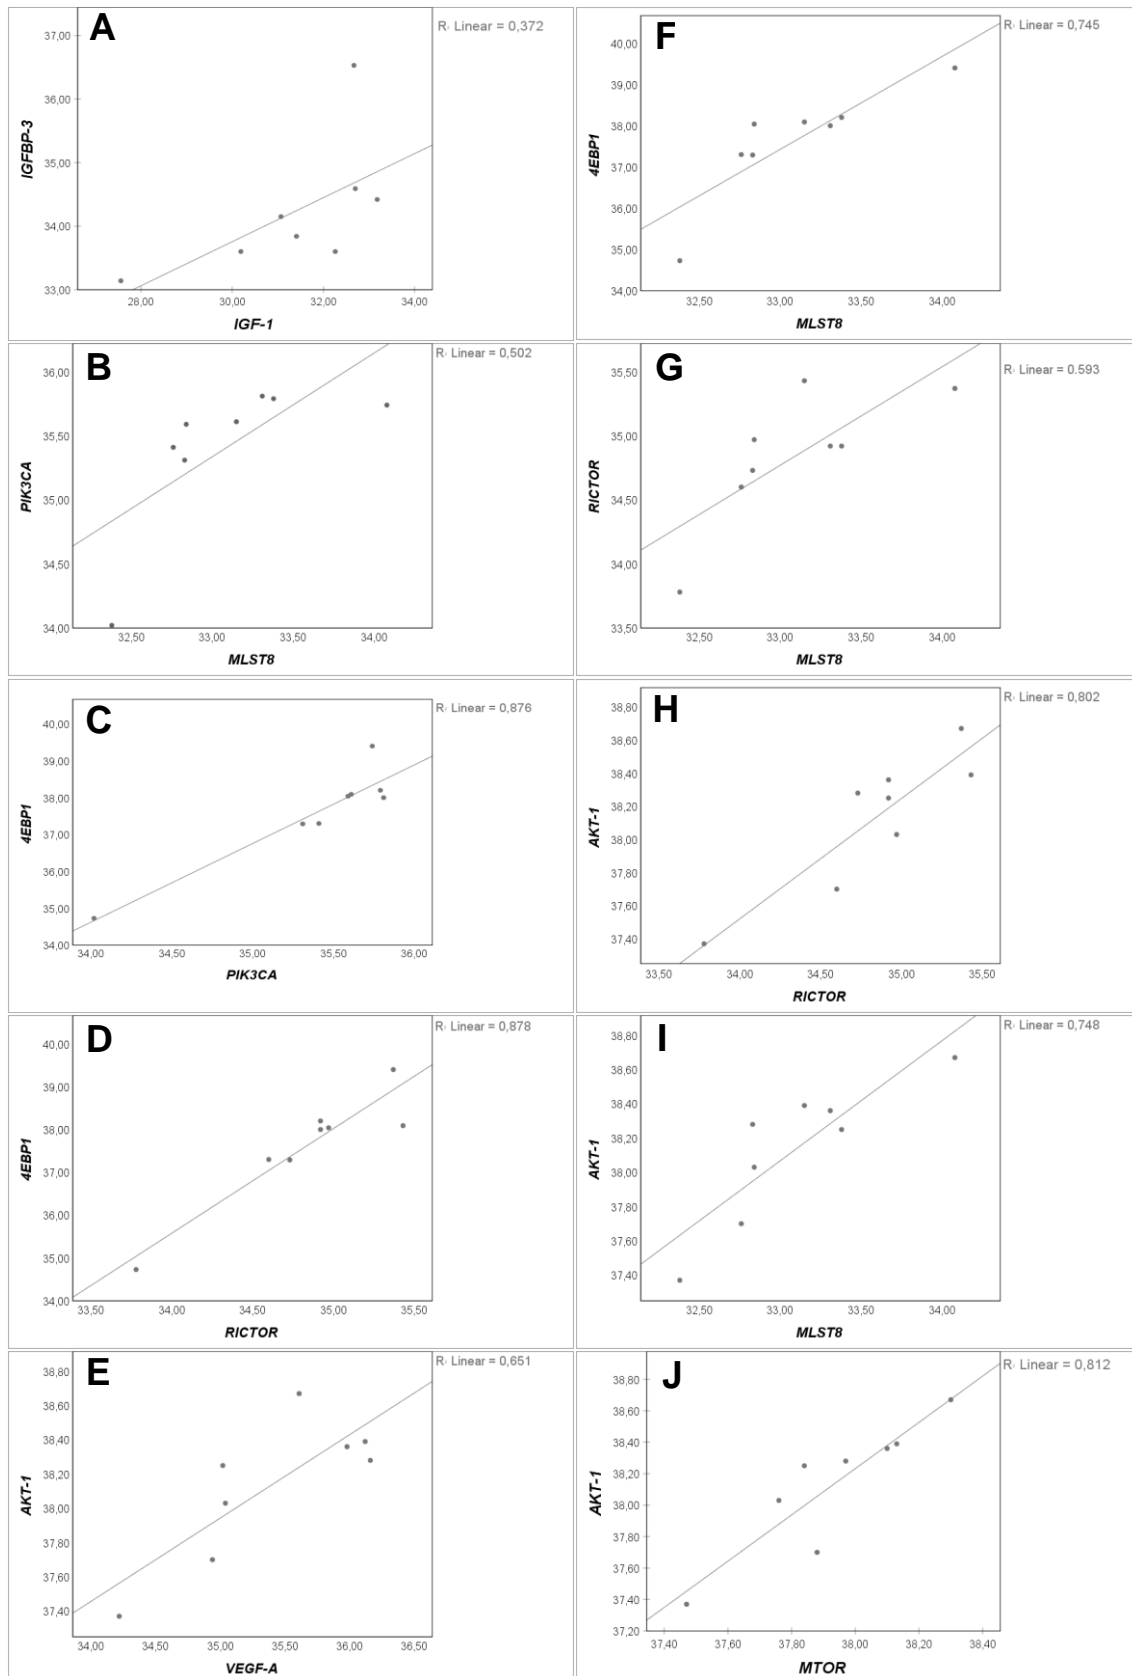 A
R² Linear = 0,372
37,00
36,00
35,00
34,00
33,00
IGFBP-3
28,00 30,00 32,00 34,00
IGF-1
B
R² Linear = 0,502
36,00
35,50
35,00
34,50
34,00
PIK3CA
32,50 33,00 33,50 34,00
MLST8
C
R² Linear = 0,876
40,00
39,00
38,00
37,00
36,00
35,00
34,00
4EBP1
34,00 34,50 35,00 35,50 36,00
PIK3CA
D
R² Linear = 0,878
40,00
39,00
38,00
37,00
36,00
35,00
34,00
4EBP1
33,50 34,00 34,50 35,00 35,50
RICTOR
E
R² Linear = 0,651
38,80
38,60
38,40
38,20
38,00
37,80
37,60
37,40
AKT-1
34,00 34,50 35,00 35,50 36,00 36,50
VEGF-A
F
R² Linear = 0,745
40,00
39,00
38,00
37,00
36,00
35,00
34,00
4EBP1
32,50 33,00 33,50 34,00
MLST8
G
R² Linear = 0.593
35,50
35,00
34,50
34,00
33,50
RICTOR
32,50 33,00 33,50 34,00
MLST8
H
R² Linear = 0,802
38,80
38,60
38,40
38,20
38,00
37,80
37,60
37,40
AKT-1
33,50 34,00 34,50 35,00 35,50
RICTOR
I
R² Linear = 0,748
38,80
38,60
38,40
38,20
38,00
37,80
37,60
37,40
AKT-1
32,50 33,00 33,50 34,00
MLST8
J
R² Linear = 0,812
38,80
38,60
38,40
38,20
38,00
37,80
37,60
37,40
37,20
AKT-1
37,40 37,60 37,80 38,00 38,20 38,40
MTOR